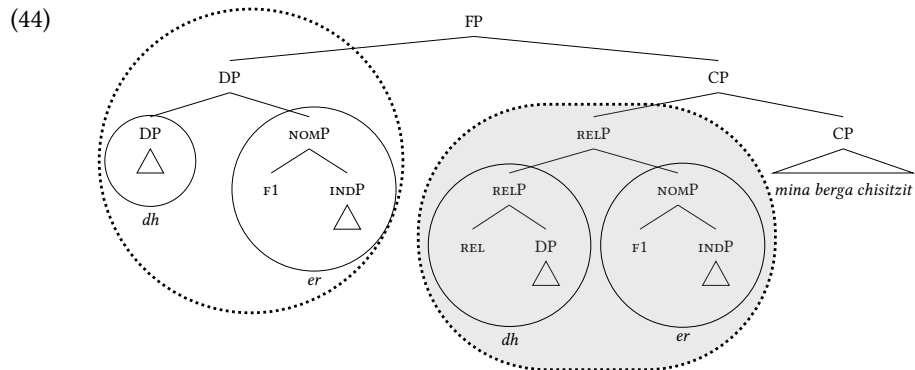 (44)
FP
DP CP
DP NOMP RELP CP
F1 INDP RELP NOMP mina berga chisitzit
dh
REL DP F1 INDP
er
dh er